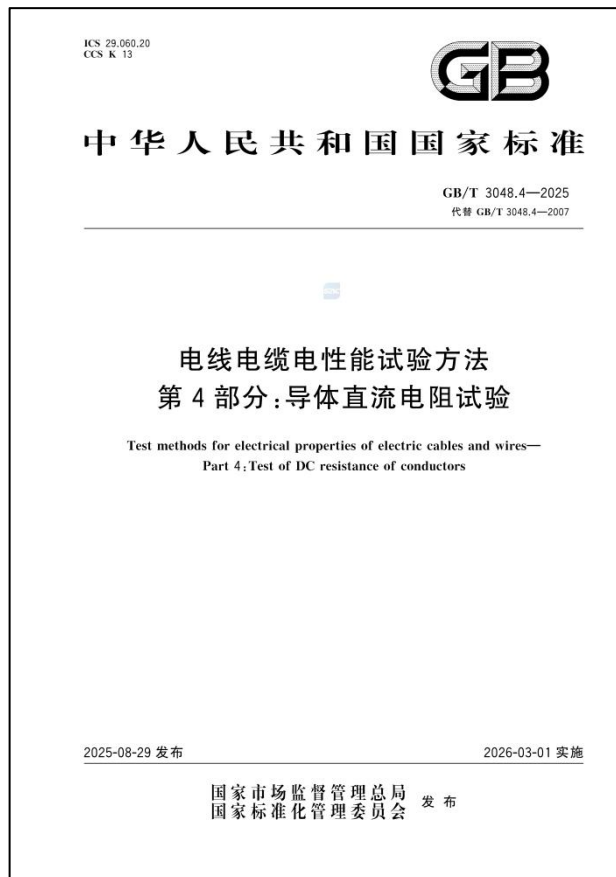 ICS 29.060.20
CCS K 13
GB
中华人民共和国国家标准
GB/T 3048.4—2025
代替 GB/T 3048.4—2007
电线电缆电性能试验方法
第 4 部分:导体直流电阻试验
Test methods for electrical properties of electric cables and wires—
Part 4:Test of DC resistance of conductors
2025-08-29 发布
2026-03-01 实施
国家市场监督管理总局
国家标准化管理委员会
发布